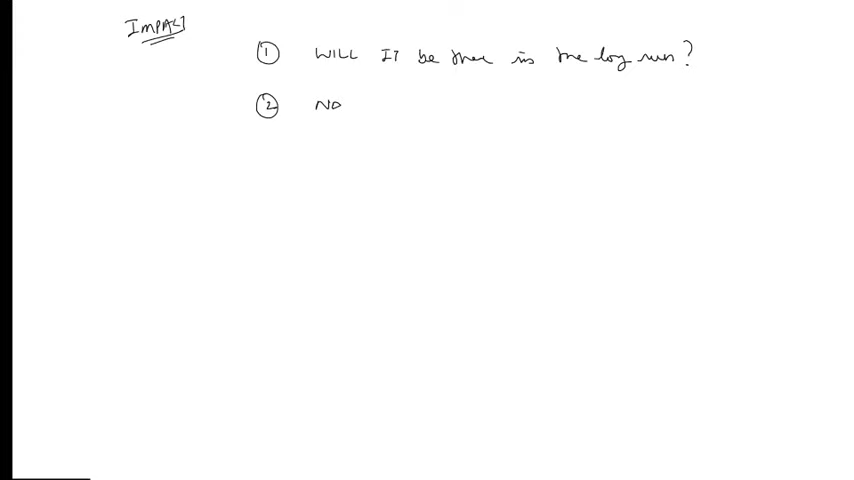 IMPACT
① WILL IT be there in the long run?
② NO